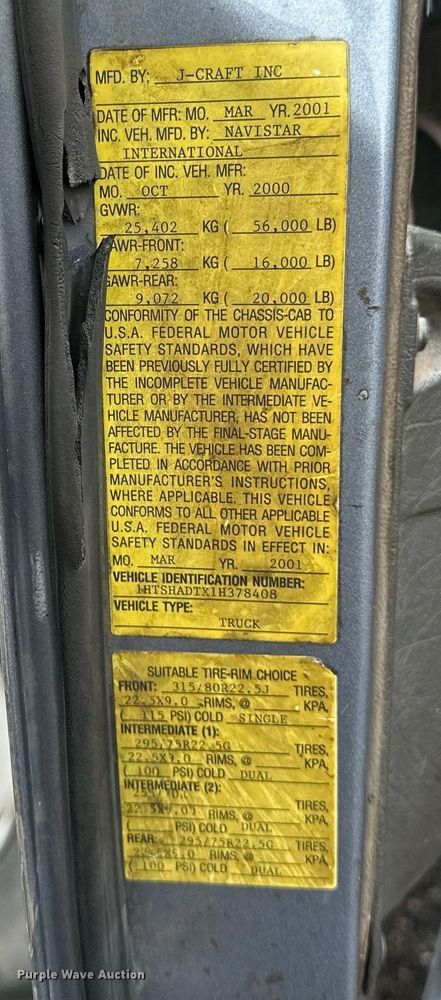 MFD. BY: J-CRAFT INC
DATE OF MFR: MO. MAR YR. 2001
INC. VEH. MFD. BY: NAVISTAR
INTERNATIONAL
DATE OF INC. VEH. MFR:
MO. OCT YR. 2000
GVWR:
25,402 KG ( 56,000 LB)
GAWR-FRONT:
7,258 KG ( 16,000 LB)
GAWR-REAR:
9,072 KG ( 20,000 LB)
CONFORMITY OF THE CHASSIS-CAB TO
U.S.A. FEDERAL MOTOR VEHICLE
SAFETY STANDARDS, WHICH HAVE
BEEN PREVIOUSLY FULLY CERTIFIED BY
THE INCOMPLETE VEHICLE MANUFAC-
TURER OR BY THE INTERMEDIATE VE-
HICLE MANUFACTURER, HAS NOT BEEN
AFFECTED BY THE FINAL-STAGE MANU-
FACTURE. THE VEHICLE HAS BEEN COM-
PLETED IN ACCORDANCE WITH PRIOR
MANUFACTURER'S INSTRUCTIONS,
WHERE APPLICABLE. THIS VEHICLE
CONFORMS TO ALL OTHER APPLICABLE
U.S.A. FEDERAL MOTOR VEHICLE
SAFETY STANDARDS IN EFFECT IN:
MO. MAR YR. 2001
VEHICLE IDENTIFICATION NUMBER:
1HTSHADTX1H378408
VEHICLE TYPE:
TRUCK
SUITABLE TIRE-RIM CHOICE
FRONT: 315/80R22.5J TIRES,
22.5X9.0 RIMS, @ KPA,
( 115 PSI) COLD SINGLE
INTERMEDIATE (1):
295/75R22.5G TIRES,
22.5X9.0 RIMS, @ KPA,
( 100 PSI) COLD DUAL
INTERMEDIATE (2):
TIRES,
RIMS, @ KPA,
( PSI) COLD DUAL
REAR: 295/75R22.5G TIRES,
RIMS, @ KPA,
( 100 PSI) COLD DUAL
Purple Wave Auction